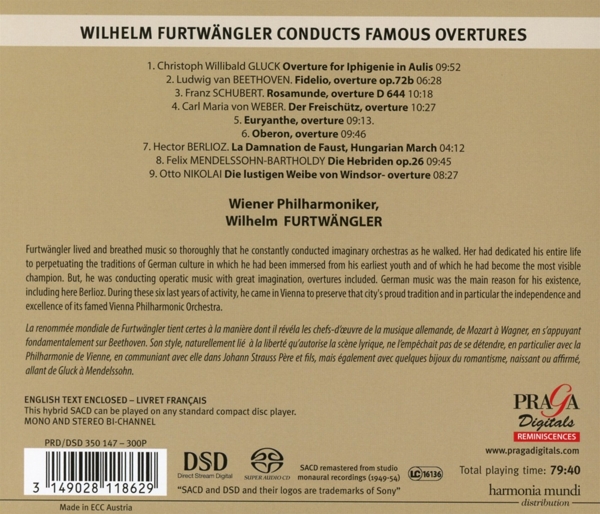 WILHELM FURTWÄNGLER CONDUCTS FAMOUS OVERTURES
1. Christoph Willibald GLUCK Overture for Iphigenie in Aulis 09:52
2. Ludwig van BEETHOVEN. Fidelio, overture op.72b 06:28
3. Franz SCHUBERT. Rosamunde, overture D 644 10:18
4. Carl Maria von WEBER. Der Freischütz, overture 10:27
5. Euryanthe, overture 09:13.
6. Oberon, overture 09:46
7. Hector BERLIOZ. La Damnation de Faust, Hungarian March 04:12
8. Felix MENDELSSOHN-BARTHOLDY Die Hebriden op.26 09:45
9. Otto NIKOLAI Die lustigen Weibe von Windsor- overture 08:27
Wiener Philharmoniker,
Wilhelm FURTWÄNGLER
Furtwängler lived and breathed music so thoroughly that he constantly conducted imaginary orchestras as he walked. Her had dedicated his entire life
to perpetuating the traditions of German culture in which he had been immersed from his earliest youth and of which he had become the most visible
champion. But, he was conducting operatic music with great imagination, overtures included. German music was the main reason for his existence,
including here Berlioz. During these six last years of activity, he came in Vienna to preserve that city's proud tradition and in particular the independence and
excellence of its famed Vienna Philharmonic Orchestra.
La renommée mondiale de Furtwängler tient certes à la manière dont il révéla les chefs-d'œuvre de la musique allemande, de Mozart à Wagner, en s'appuyant
fondamentalement sur Beethoven. Son style, naturellement lié à la liberté qu'autorise la scène lyrique, ne l'empêchait pas de se détendre, en particulier avec la
Philharmonie de Vienne, en communiant avec elle dans Johann Strauss Père et fils, mais également avec quelques bijoux du romantisme, naissant ou affirmé,
allant de Gluck à Mendelssohn.
ENGLISH TEXT ENCLOSED – LIVRET FRANÇAIS
This hybrid SACD can be played on any standard compact disc player.
MONO AND STEREO BI-CHANNEL
PRAGA
Digitals
REMINISCENCES
www.pragadigitals.com
PRD/DSD 350 147 – 300P
3 149028 118629
Made in ECC Austria
DSD
Direct Stream Digital
SUPER AUDIO CD
SACD remastered from studio
monaural recordings (1949-54)
LC 16136
"SACD and DSD and their logos are trademarks of Sony"
Total playing time: 79:40
harmonia mundi
distribution